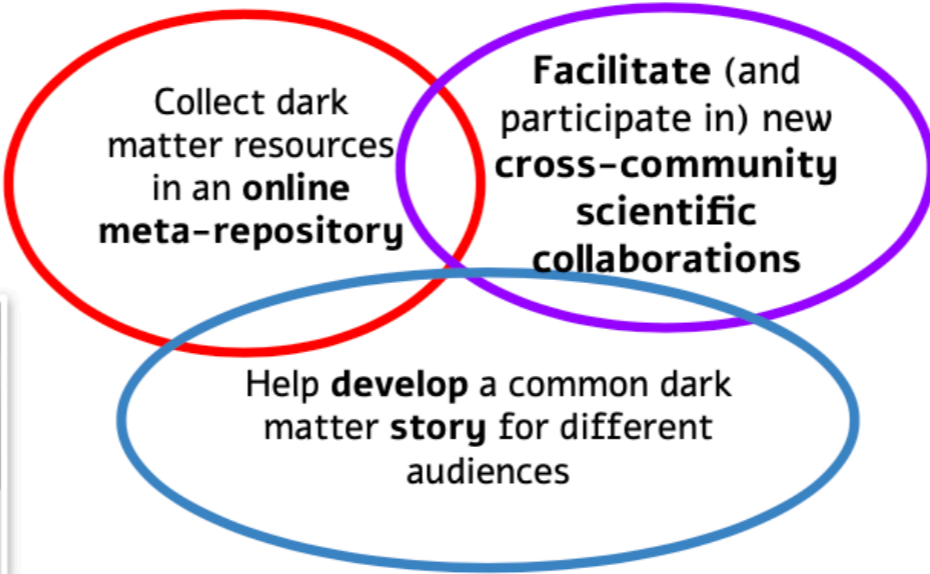 Collect dark
matter resources
in an online
meta-repository
Facilitate (and
participate in) new
cross-community
scientific
collaborations
Help develop a common dark
matter story for different
audiences